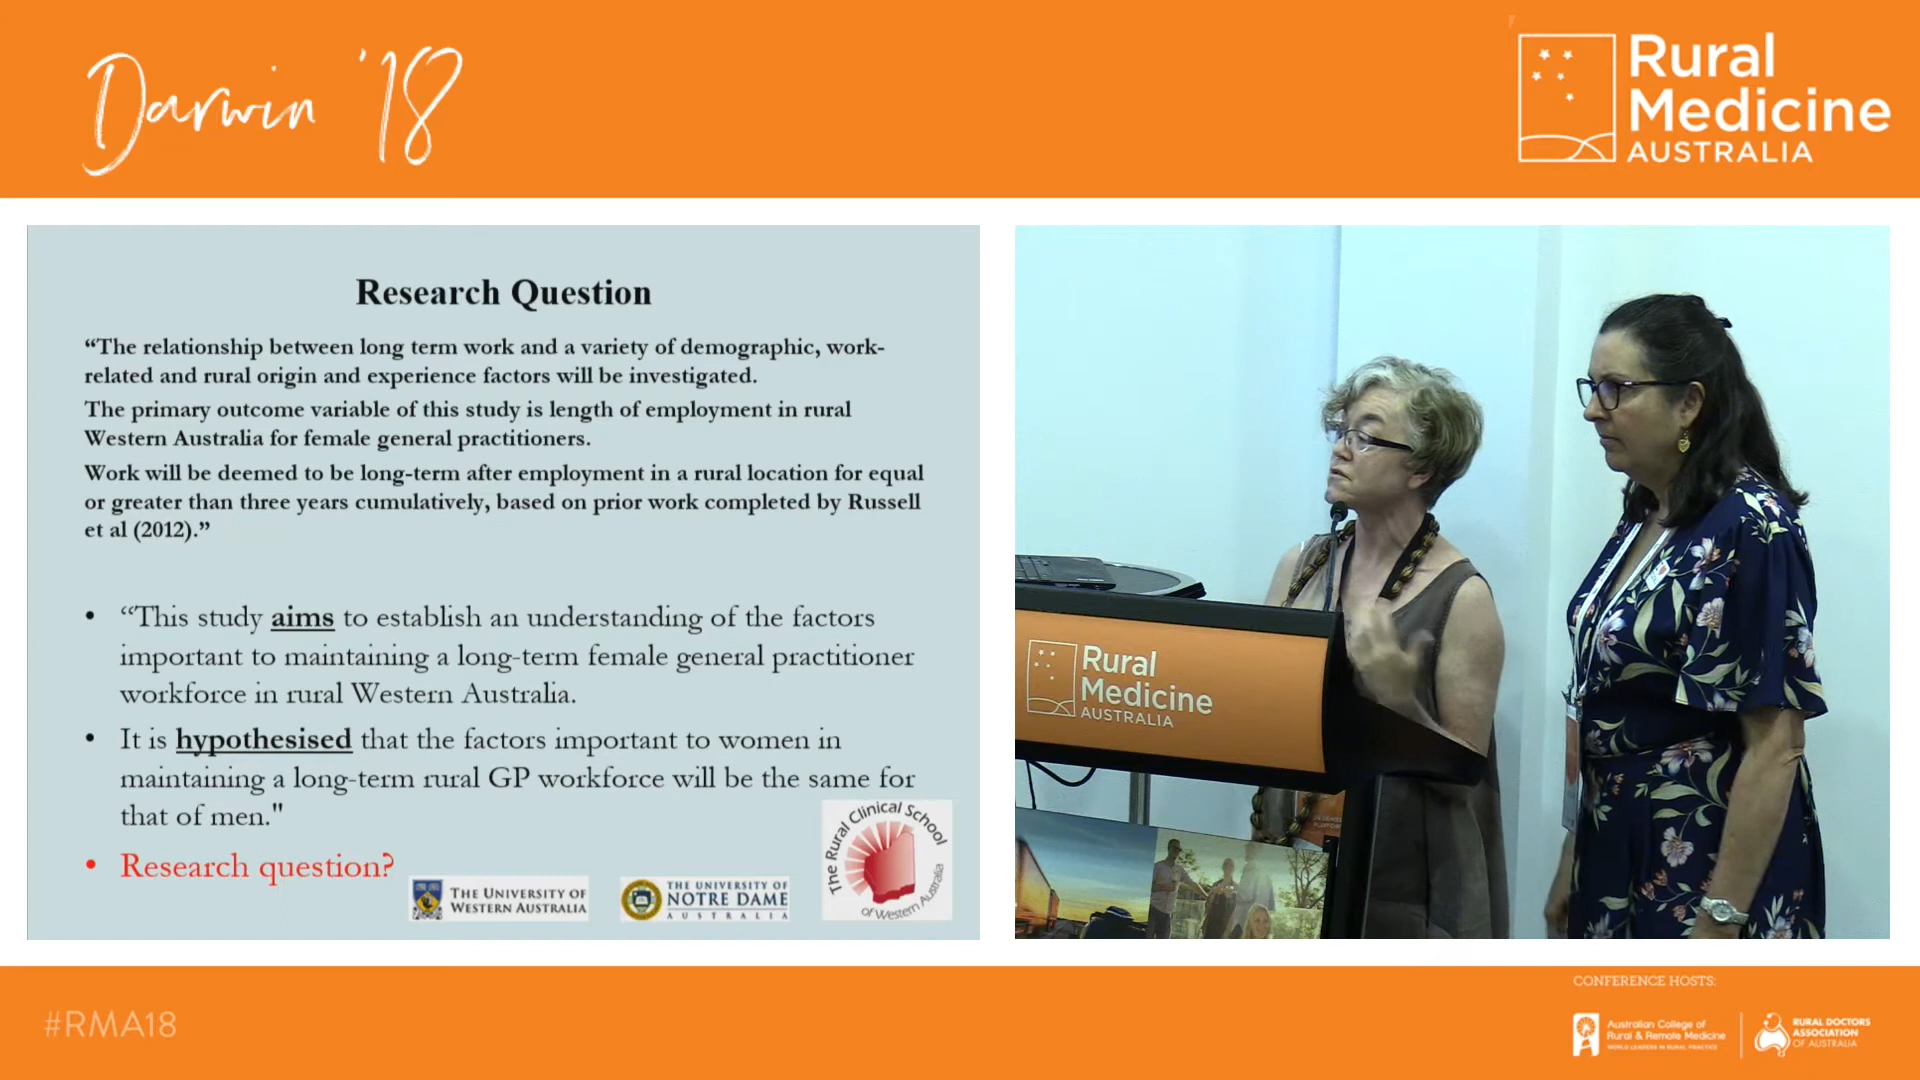 Darwin '18
Rural
Medicine
AUSTRALIA
Research Question
“The relationship between long term work and a variety of demographic, work-
related and rural origin and experience factors will be investigated.
The primary outcome variable of this study is length of employment in rural
Western Australia for female general practitioners.
Work will be deemed to be long-term after employment in a rural location for equal
or greater than three years cumulatively, based on prior work completed by Russell
et al (2012).”
• “This study aims to establish an understanding of the factors
important to maintaining a long-term female general practitioner
workforce in rural Western Australia.
• It is hypothesised that the factors important to women in
maintaining a long-term rural GP workforce will be the same for
that of men."
• Research question?
THE UNIVERSITY OF
WESTERN AUSTRALIA
THE UNIVERSITY OF
NOTRE DAME
AUSTRALIA
The Rural Clinical School
of Western Australia
Rural
Medicine
AUSTRALIA
#RMA18
CONFERENCE HOSTS:
Australian College of
Rural & Remote Medicine
WORLD LEADERS IN RURAL PRACTICE
RURAL DOCTORS
ASSOCIATION
OF AUSTRALIA